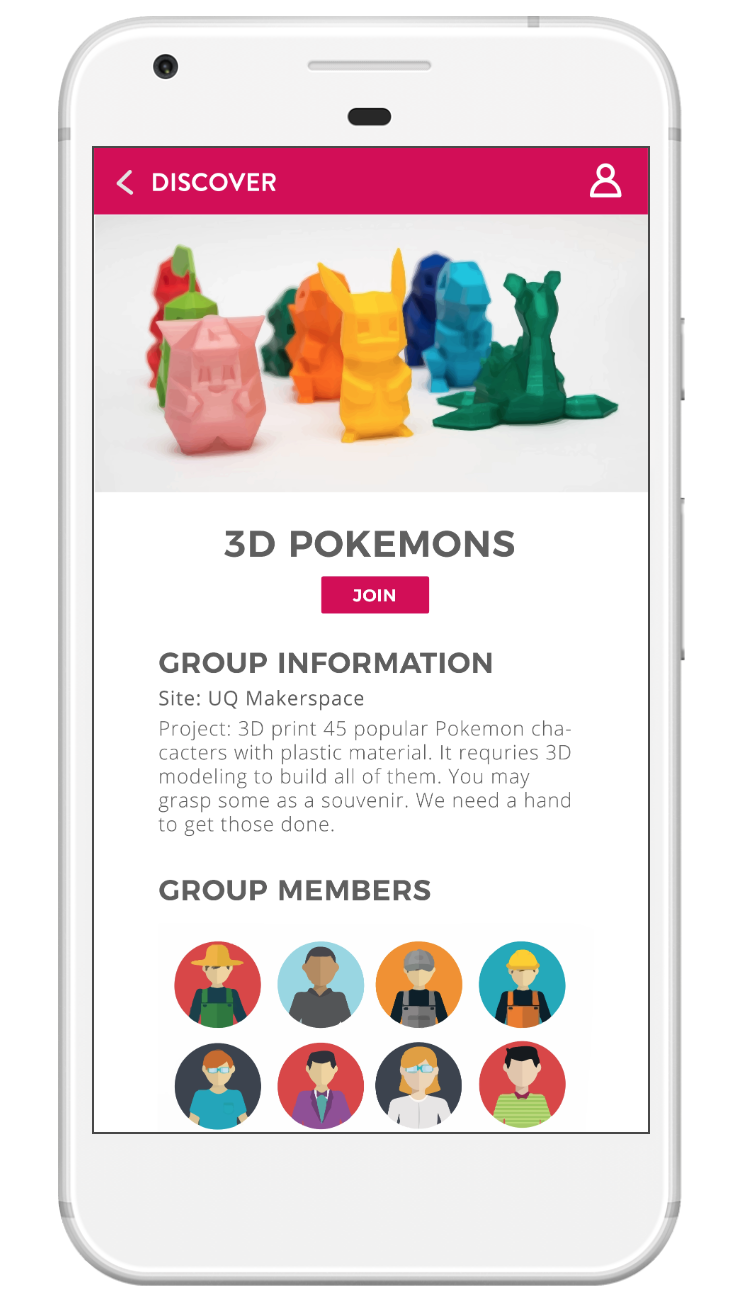 DISCOVER
3D POKEMONS
JOIN
GROUP INFORMATION
Site: UQ Makerspace
Project: 3D print 45 popular Pokemon cha-
cacters with plastic material. It requries 3D
modeling to build all of them. You may
grasp some as a souvenir. We need a hand
to get those done.
GROUP MEMBERS